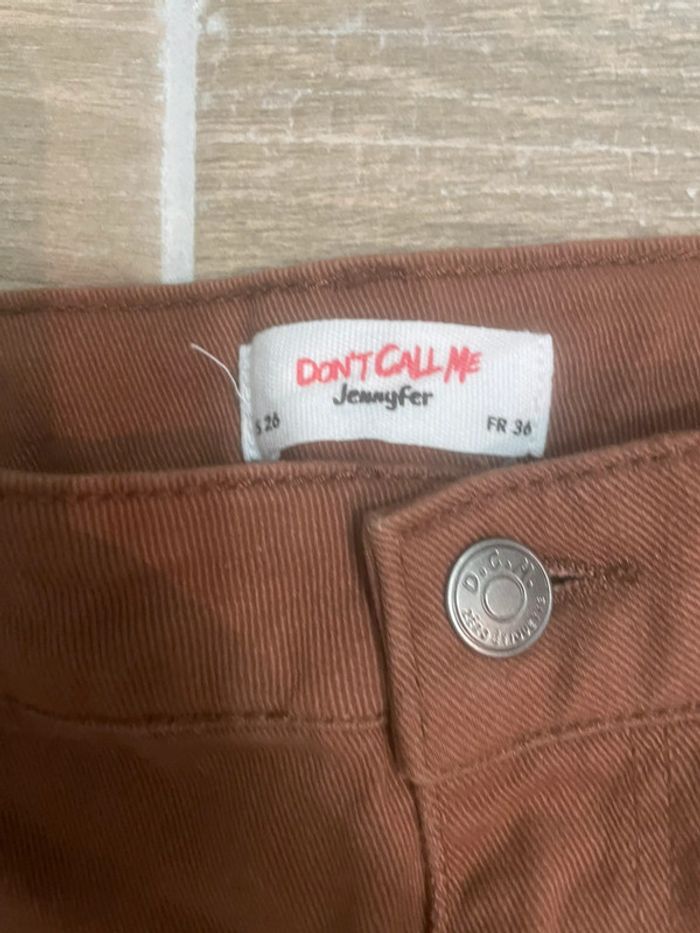 DON'T CALL ME
Jennyfer
S 26
FR 36
D.C.M.